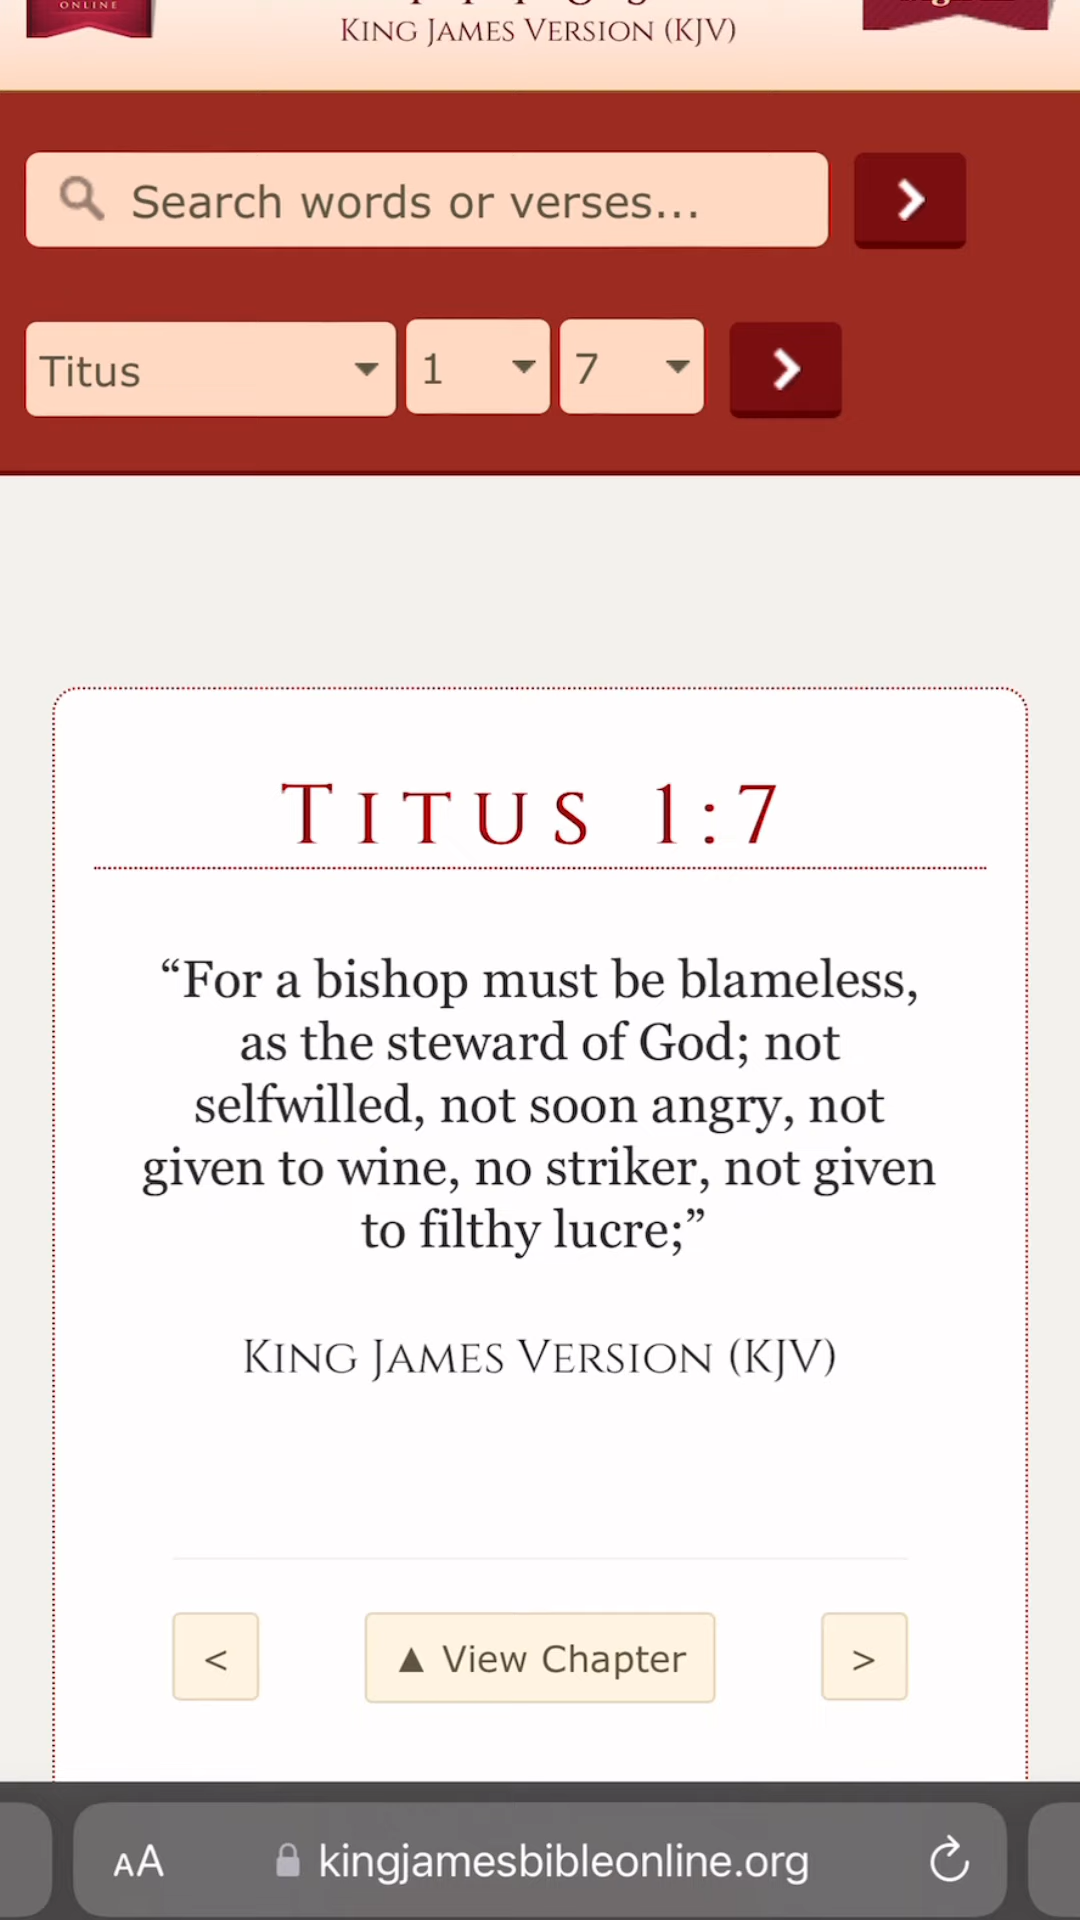 ONLINE
KING JAMES VERSION (KJV)
Search words or verses...
Titus
1
7
TITUS 1:7
“For a bishop must be blameless,
as the steward of God; not
selfwilled, not soon angry, not
given to wine, no striker, not given
to filthy lucre;”
KING JAMES VERSION (KJV)
<
▲ View Chapter
>
AA
kingjamesbibleonline.org